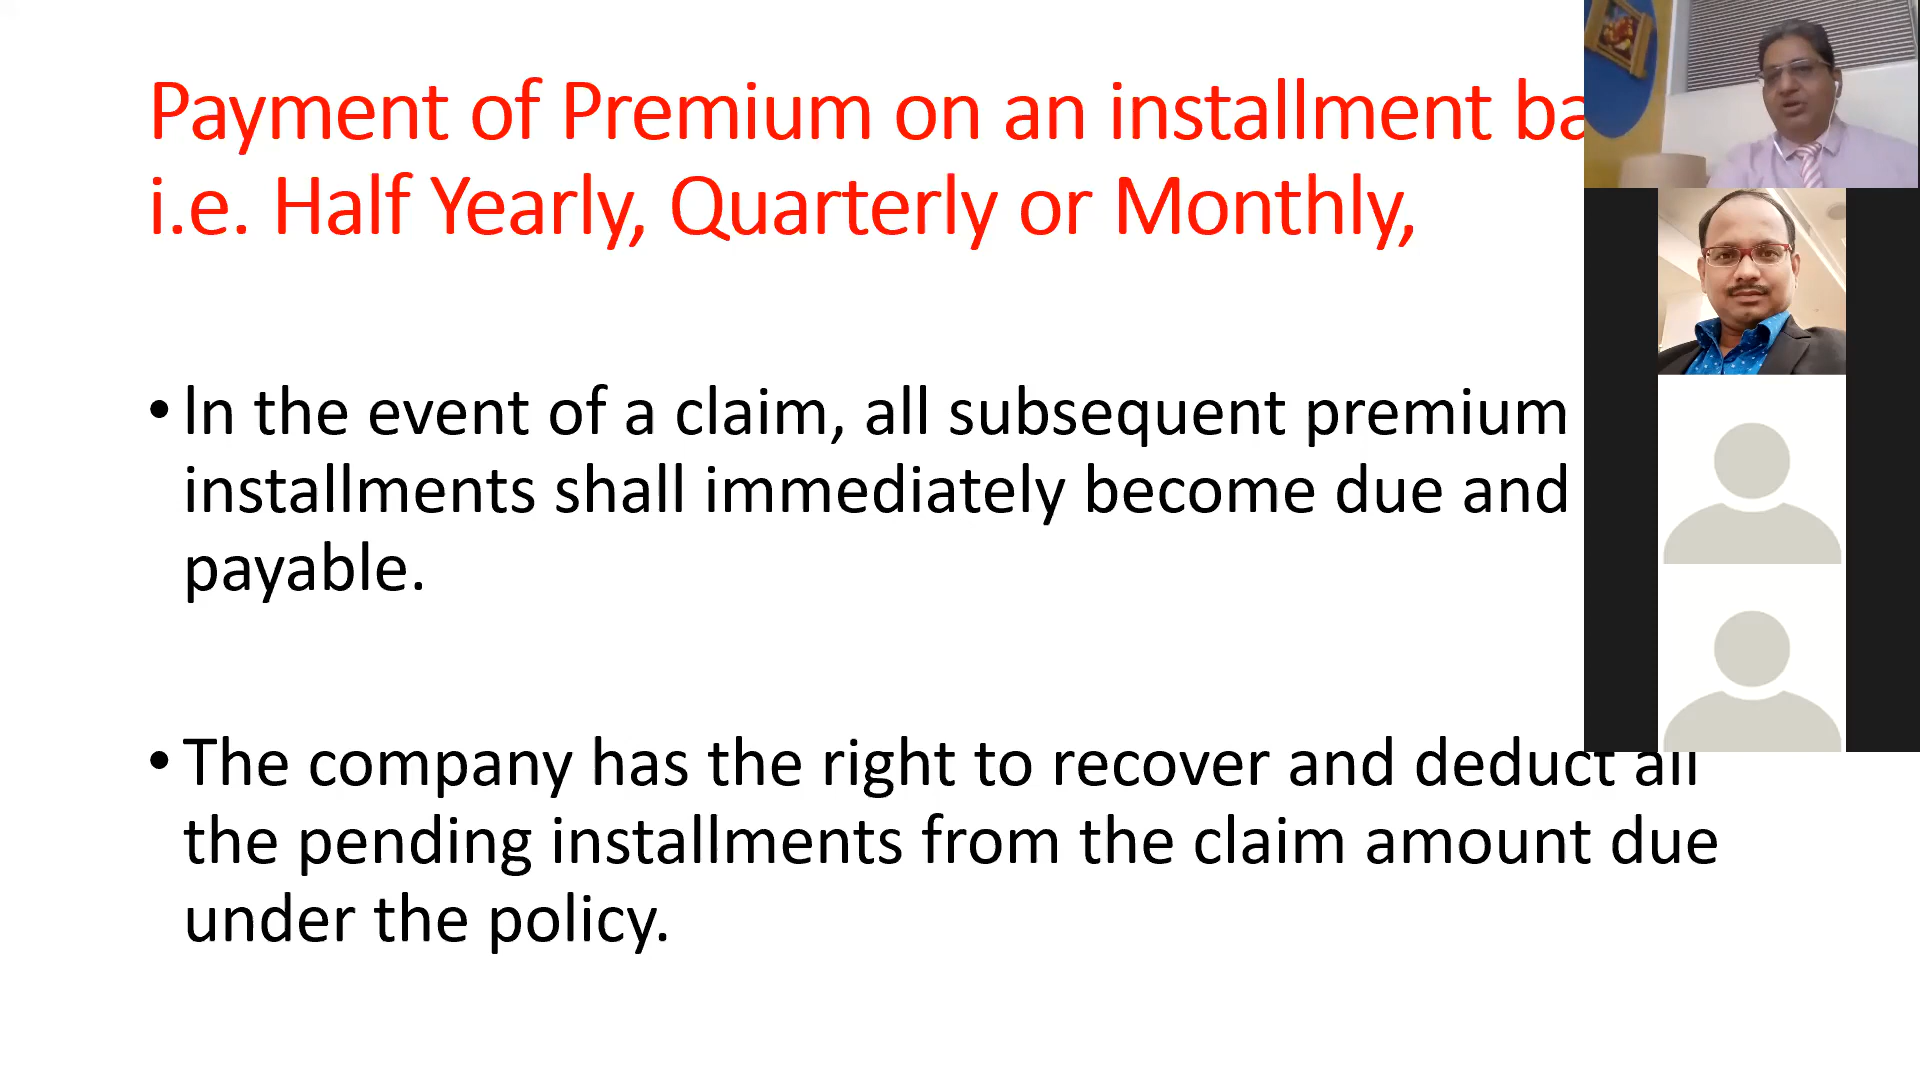 Payment of Premium on an installment ba
i.e. Half Yearly, Quarterly or Monthly,
• In the event of a claim, all subsequent premium
installments shall immediately become due and
payable.
• The company has the right to recover and deduct all
the pending installments from the claim amount due
under the policy.